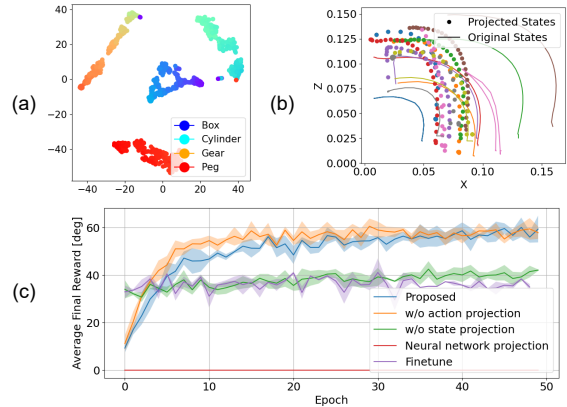 (a)
40
20
0
−20
−40
−40
−20
0
20
40
Box
Cylinder
Gear
Peg
(b)
0.150
0.125
0.100
0.075
0.050
0.025
0.000
Z
0.00
0.05
0.10
0.15
X
Projected States
Original States
(c)
Average Final Reward [deg]
60
40
20
0
0
10
20
30
40
50
Epoch
Proposed
w/o action projection
w/o state projection
Neural network projection
Finetune